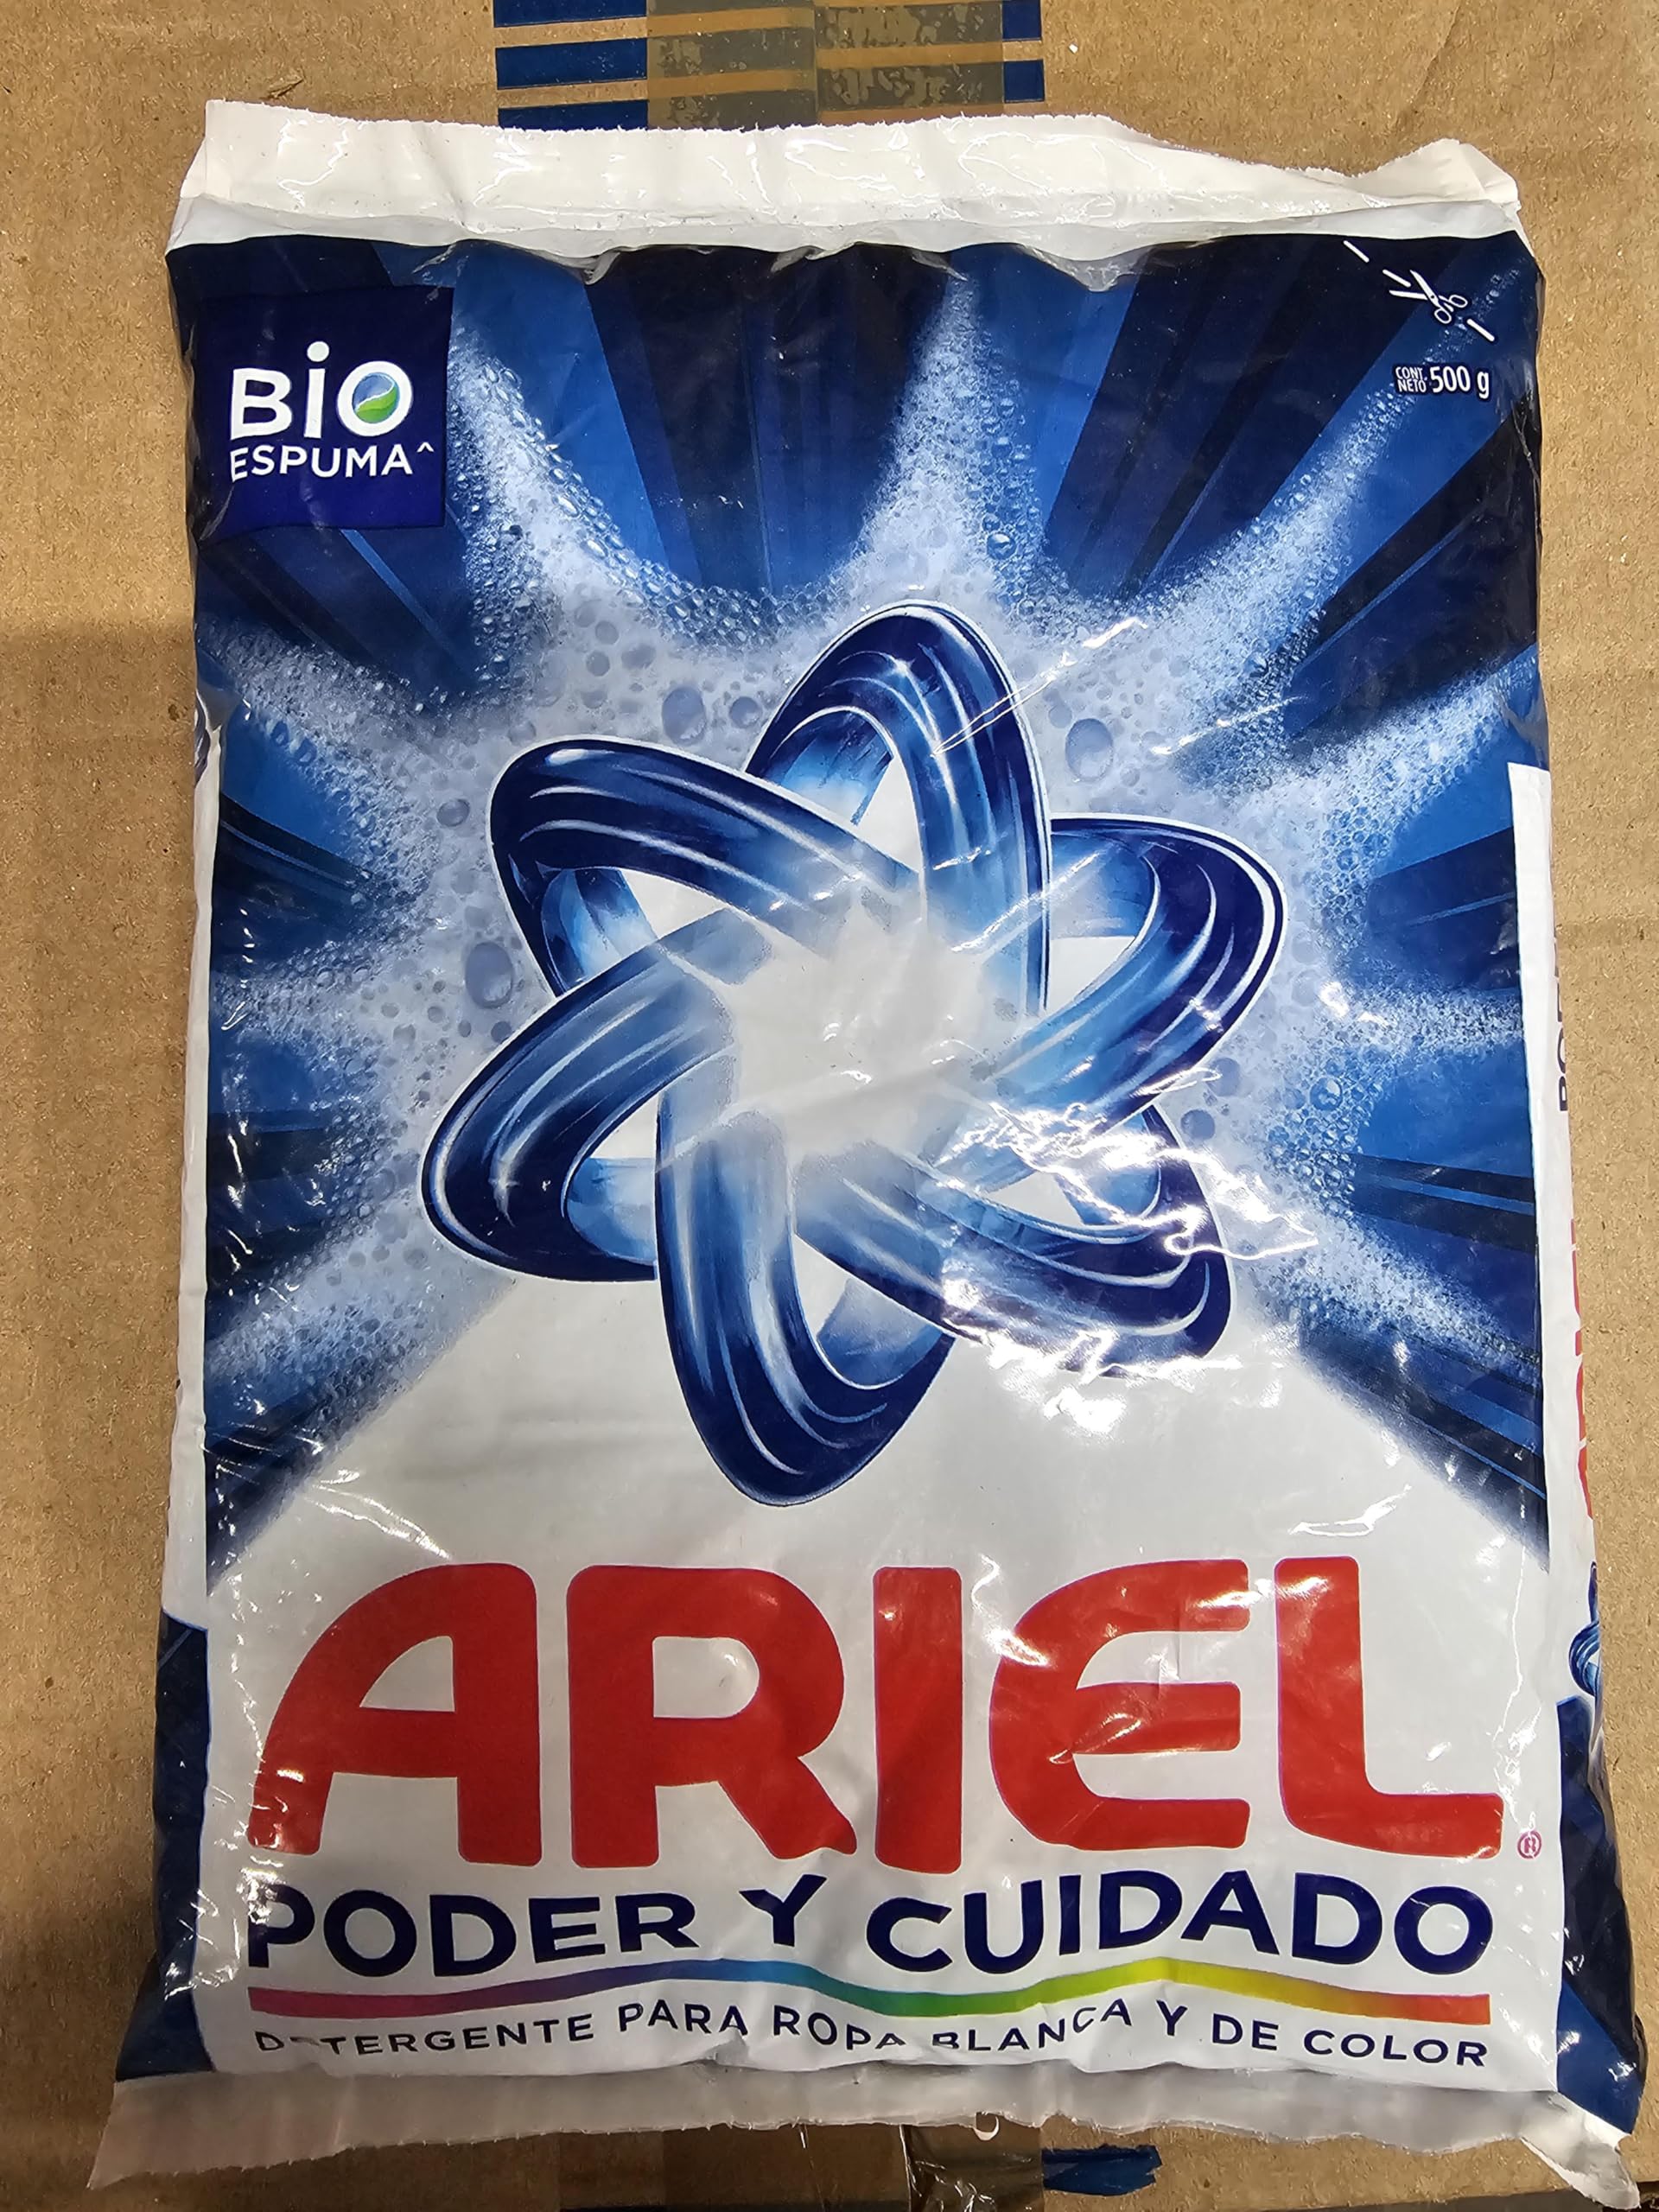 BiO
ESPUMA^
CONT.
NETO 500 g
ARIEL®
PODER Y CUIDADO
DETERGENTE PARA ROPA BLANCA Y DE COLOR